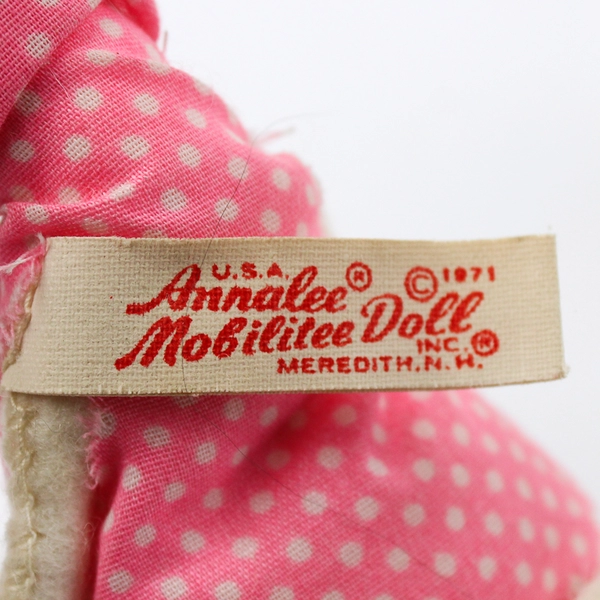 U.S.A. © 1971
Annalee ®
Mobilitee Doll
INC. ®
MEREDITH, N.H.